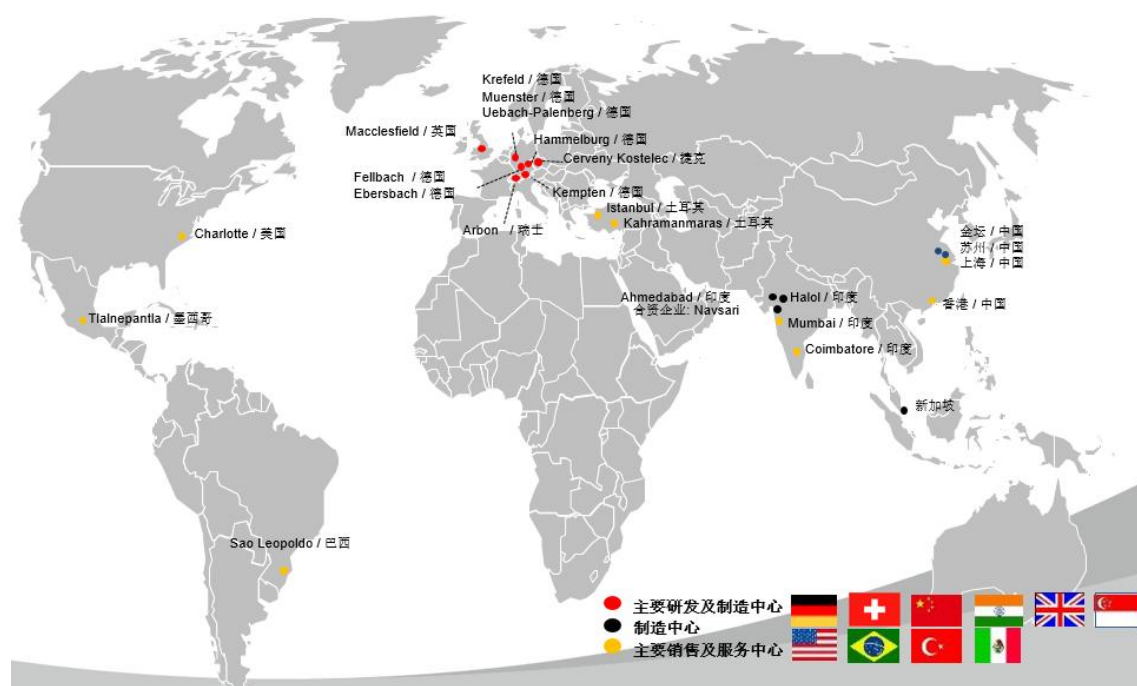 Krefeld / 德国
Muenster / 德国
Uebach-Palenberg / 德国
Macclesfield / 英国
Hammelburg / 德国
Cerveny Kostelec / 捷克
Fellbach / 德国
Ebersbach / 德国
Kempten / 德国
Istanbul / 土耳其
Kahramanmaras / 土耳其
Arbon / 瑞士
Charlotte / 美国
金坛 / 中国
苏州 / 中国
上海 / 中国
香港 / 中国
Ahmedabad / 印度
Halol / 印度
合资企业: Navsari
Tlalnepantla / 墨西哥
Mumbai / 印度
Coimbatore / 印度
新加坡
Sao Leopoldo / 巴西
主要研发及制造中心
制造中心
主要销售及服务中心